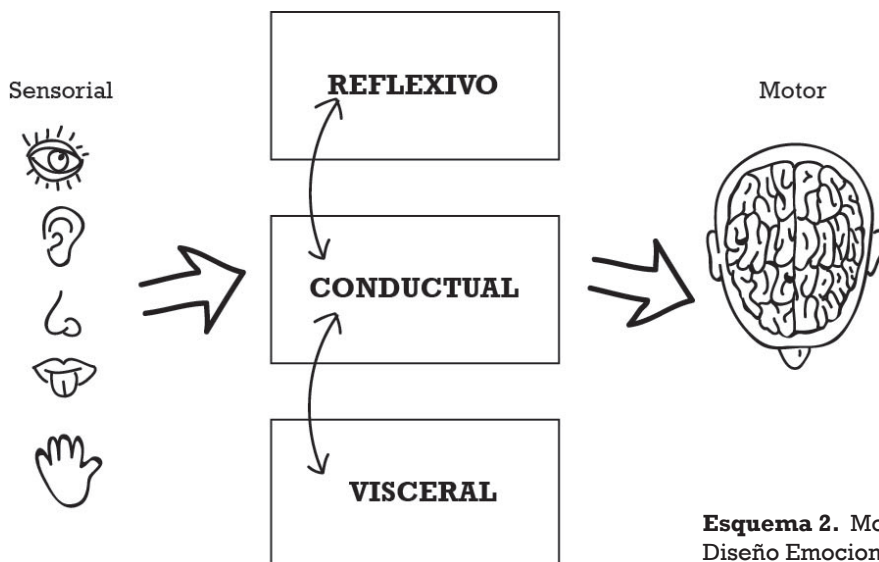 Sensorial
REFLEXIVO
Motor
CONDUCTUAL
VISCERAL
Esquema 2.
Diseño